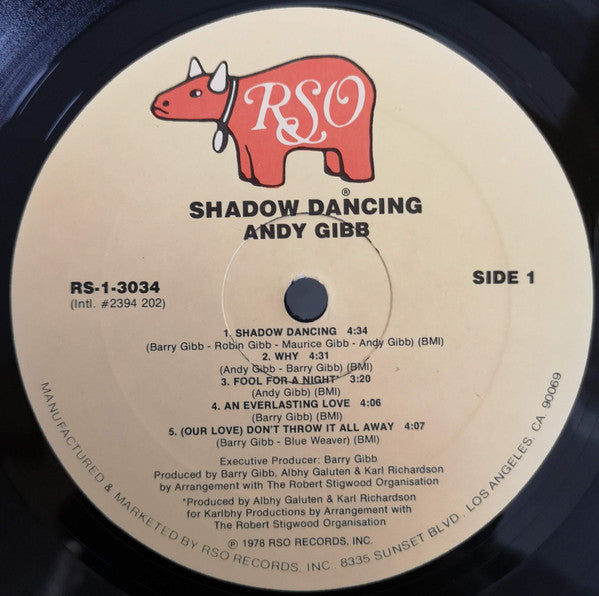 RSO
®
SHADOW DANCING
ANDY GIBB
RS-1-3034
(Intl. #2394 202)
SIDE 1
1. SHADOW DANCING 4:34
(Barry Gibb - Robin Gibb - Maurice Gibb - Andy Gibb) (BMI)
2. WHY 4:31
(Andy Gibb - Barry Gibb) (BMI)
3. FOOL FOR A NIGHT* 3:20
(Andy Gibb) (BMI)
4. AN EVERLASTING LOVE 4:06
(Barry Gibb) (BMI)
5. (OUR LOVE) DON'T THROW IT ALL AWAY 4:07
(Barry Gibb - Blue Weaver) (BMI)
Executive Producer: Barry Gibb
Produced by Barry Gibb, Albhy Galuten & Karl Richardson
by Arrangement with The Robert Stigwood Organisation
*Produced by Albhy Galuten & Karl Richardson
for Karlbhy Productions by Arrangement with
The Robert Stigwood Organisation
℗ 1978 RSO RECORDS, INC.
MANUFACTURED & MARKETED BY RSO RECORDS, INC. 8335 SUNSET BLVD., LOS ANGELES, CA. 90069